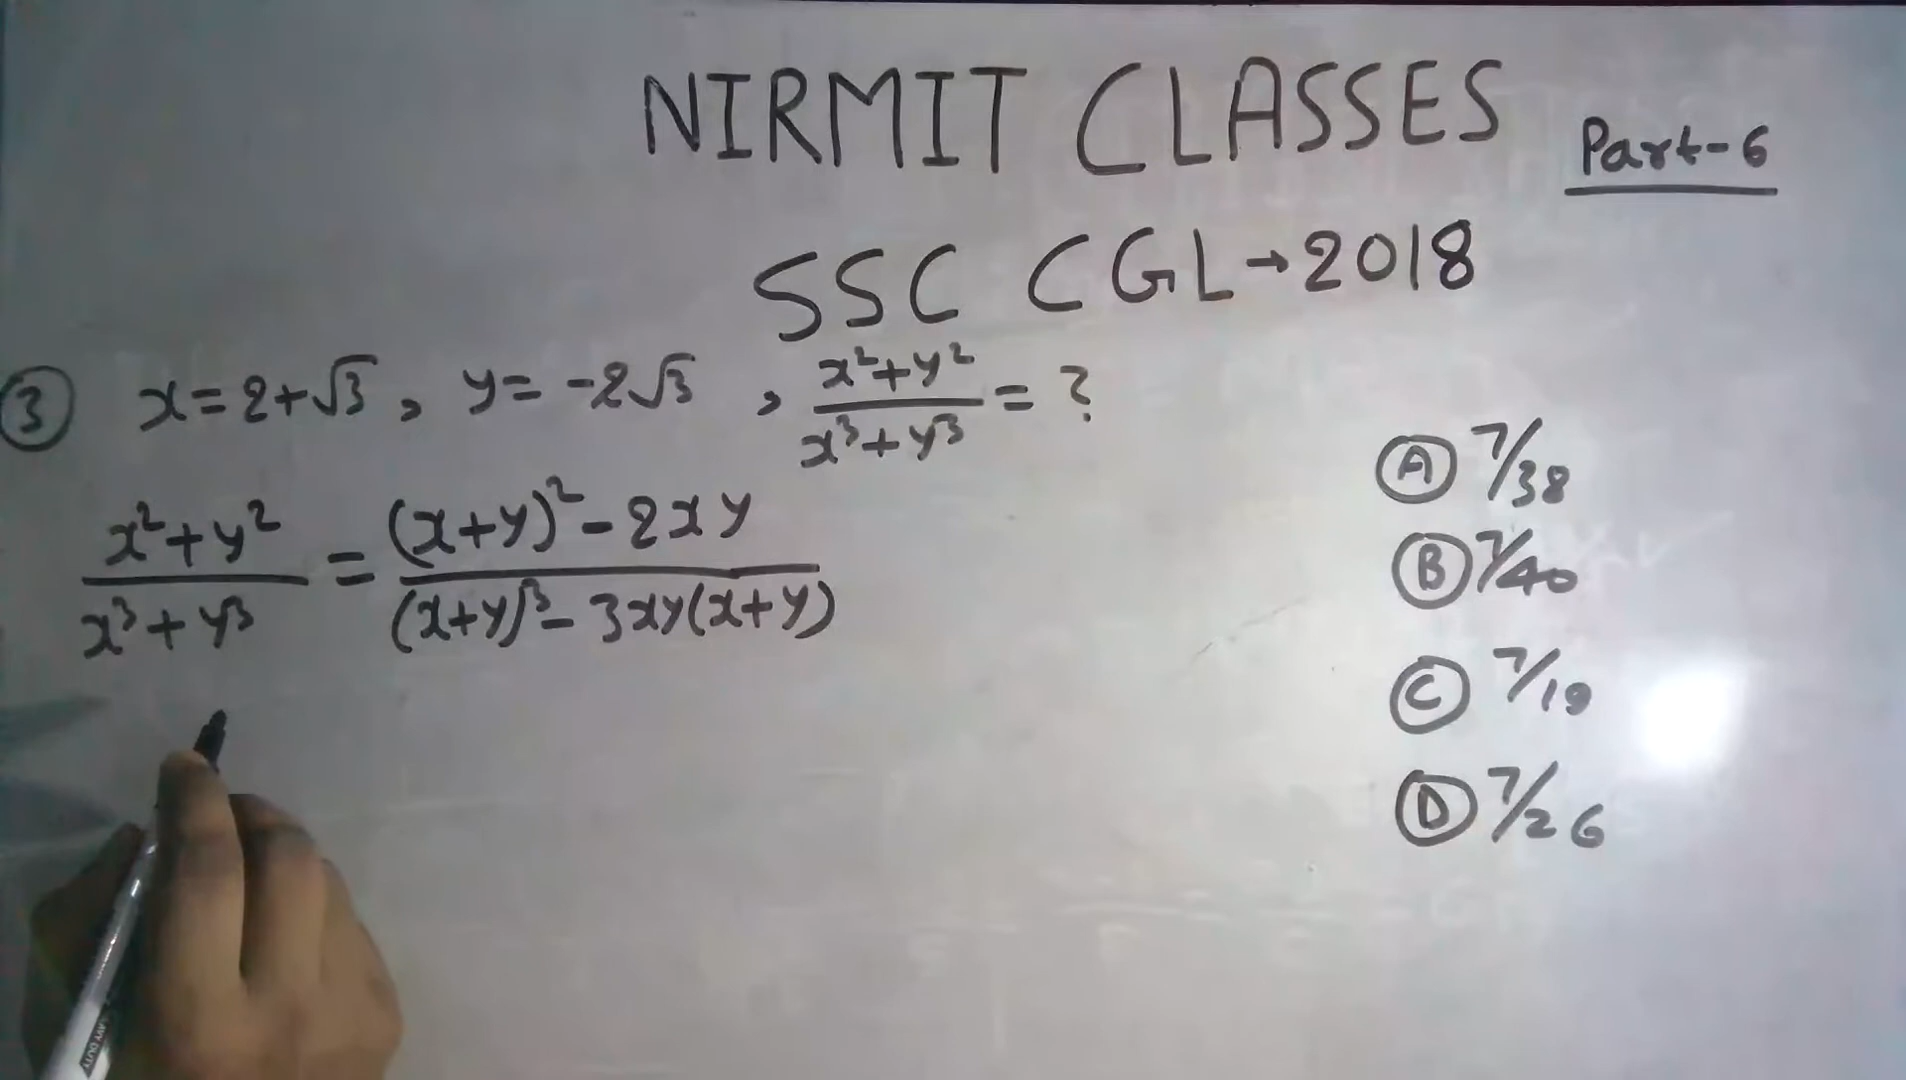 NIRMIT CLASSES Part-6
SSC CGL→2018
③ x=2+√3, y= -2√3, (x²+y²)/(x³+y³) = ?
(x²+y²)/(x³+y³) = ((x+y)²-2xy)/((x+y)³-3xy(x+y))
Ⓐ 7/38
Ⓑ 7/40
Ⓒ 7/19
Ⓓ 7/26